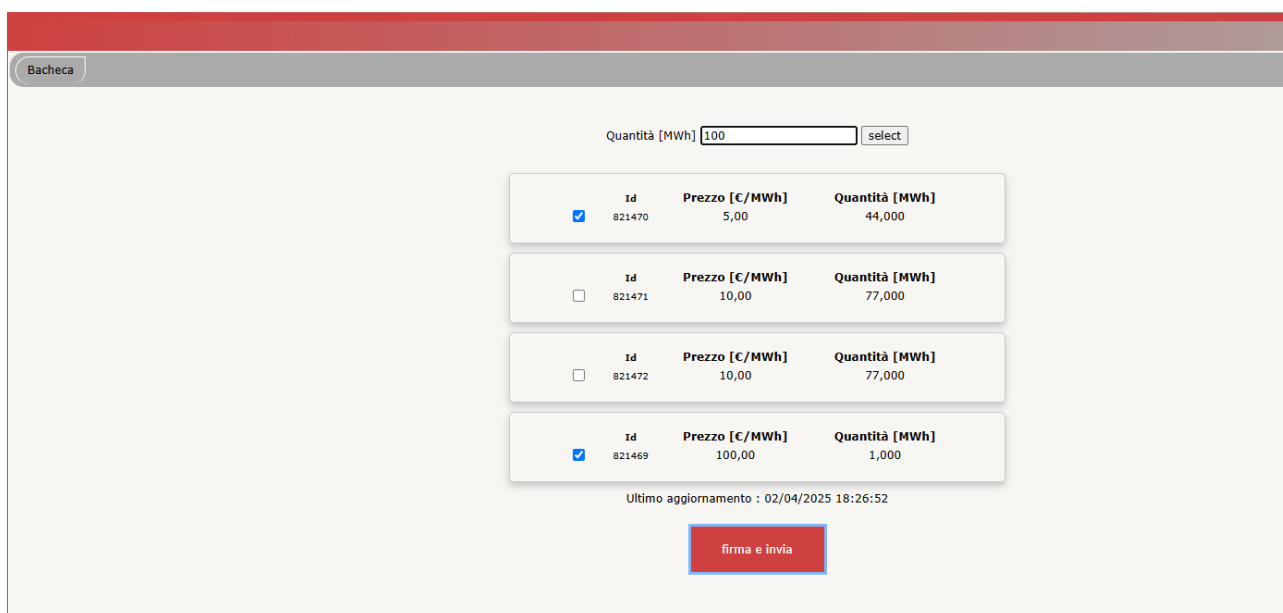 Bacheca
Quantità [MWh] 100 select
Id Prezzo [€/MWh] Quantità [MWh]
821470 5,00 44,000
Id Prezzo [€/MWh] Quantità [MWh]
821471 10,00 77,000
Id Prezzo [€/MWh] Quantità [MWh]
821472 10,00 77,000
Id Prezzo [€/MWh] Quantità [MWh]
821469 100,00 1,000
Ultimo aggiornamento : 02/04/2025 18:26:52
firma e invia